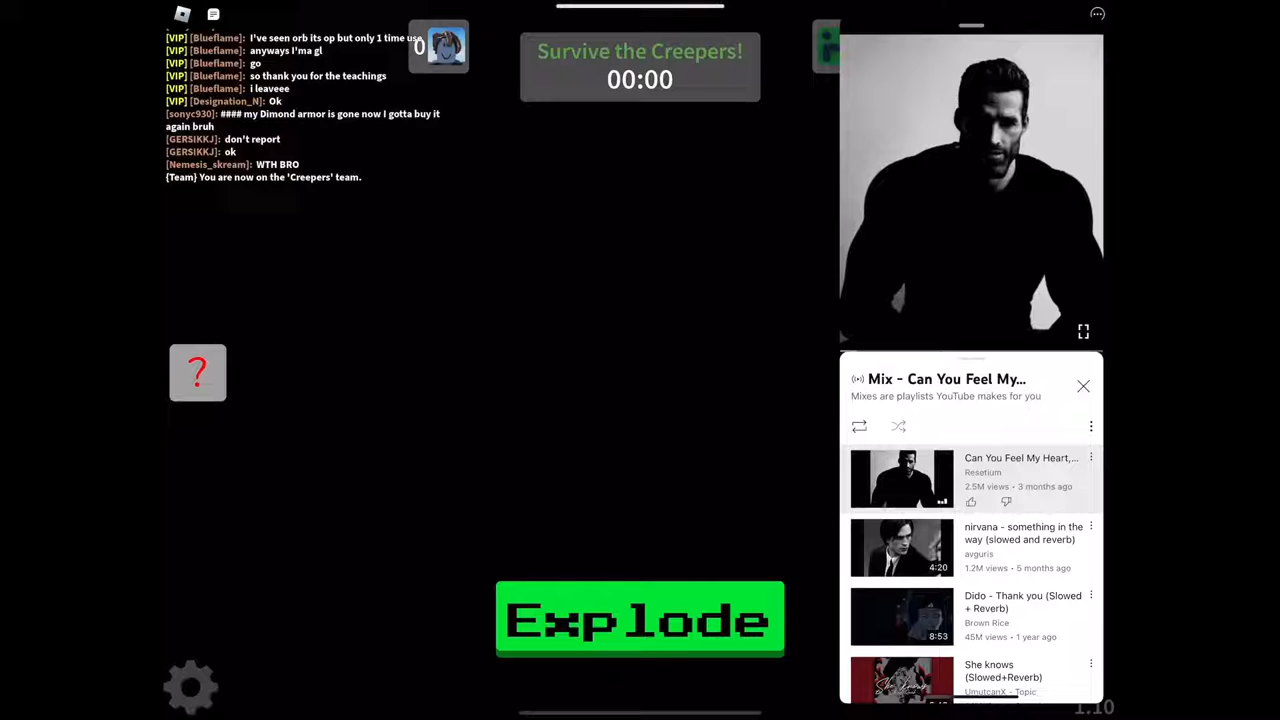 [VIP] [Blueflame]: I've seen orb its op but only 1 time use
[VIP] [Blueflame]: anyways I'ma gl
[VIP] [Blueflame]: go
[VIP] [Blueflame]: so thank you for the teachings
[VIP] [Blueflame]: i leaveee
[VIP] [Designation_N]: Ok
[sonyc930]: #### my Dimond armor is gone now I gotta buy it
again bruh
[GERSIKKJ]: don't report
[GERSIKKJ]: ok
[Nemesis_skream]: WTH BRO
{Team} You are now on the 'Creepers' team.
0
Survive the Creepers!
00:00
?
Explode
Mix - Can You Feel My...
Mixes are playlists YouTube makes for you
Can You Feel My Heart,...
Resetium
2.5M views • 3 months ago
nirvana - something in the
way (slowed and reverb)
avguris
1.2M views • 5 months ago
4:20
Dido - Thank you (Slowed
+ Reverb)
Brown Rice
45M views • 1 year ago
8:53
She knows
(Slowed+Reverb)
UmutcanX - Topic
1.10